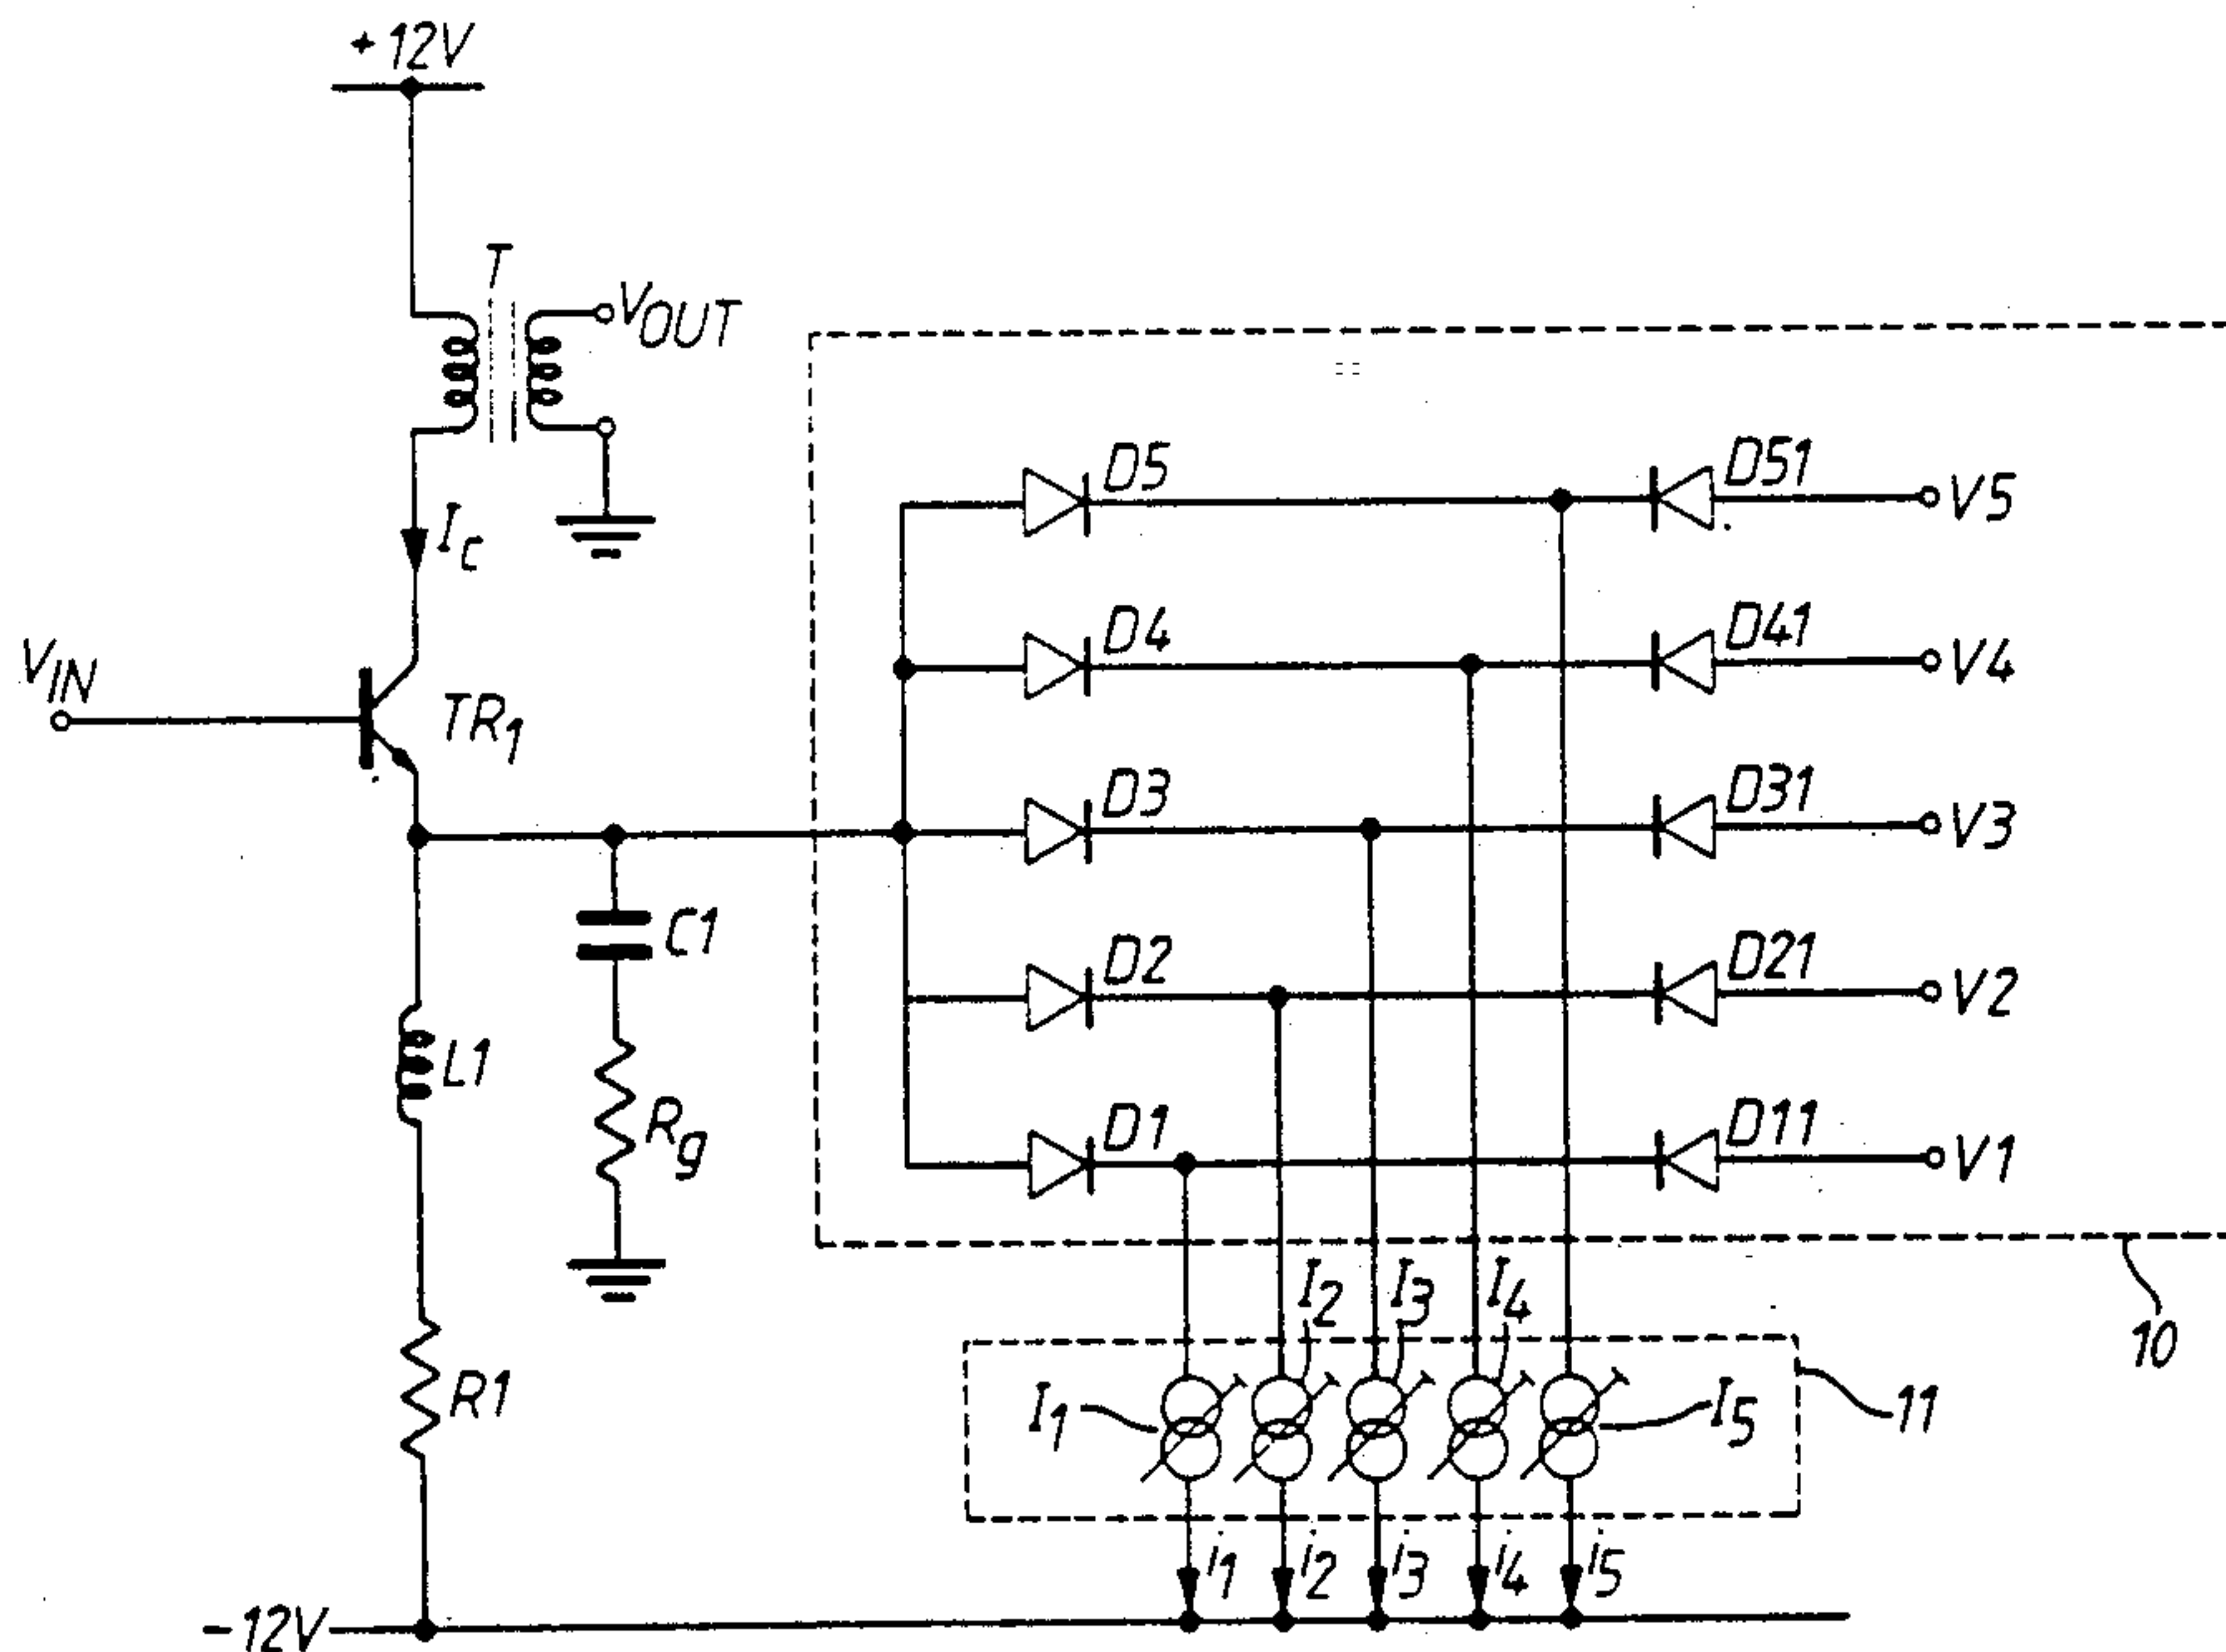 +12V
T
VOUT
Ic
VIN
TR1
C1
L1
Rg
R1
-12V
D5
D51
V5
D4
D41
V4
D3
D31
V3
D2
D21
V2
D1
D11
V1
I2
I3
I4
10
I1
I5
11
i1
i2
i3
i4
i5